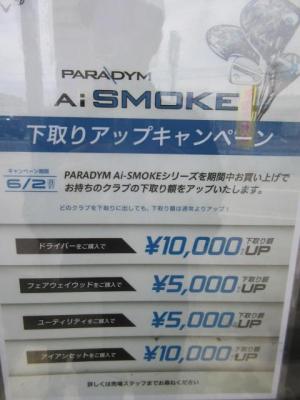 PARADYM
Ai SMOKE
下取りアップキャンペーン
キャンペーン期間
6/2
PARADYM Ai-SMOKEシリーズを期間中お買い上げで
お持ちのクラブの下取り額をアップいたします。
どのクラブを下取りに出しても、下取り額は通常よりアップ!
ドライバーをご購入で ¥10,000 下取り額 UP
フェアウェイウッドをご購入で ¥5,000 下取り額 UP
ユーティリティをご購入で ¥5,000 下取り額 UP
アイアンセットをご購入で ¥10,000 下取り額 UP
詳しくは売場スタッフまでお尋ねください